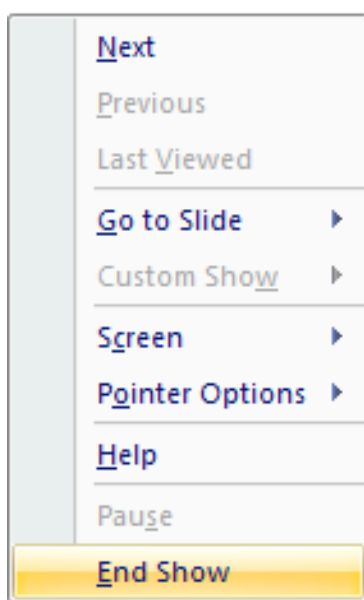 Next
Previous
Last Viewed
Go to Slide
Custom Show
Screen
Pointer Options
Help
Pause
End Show